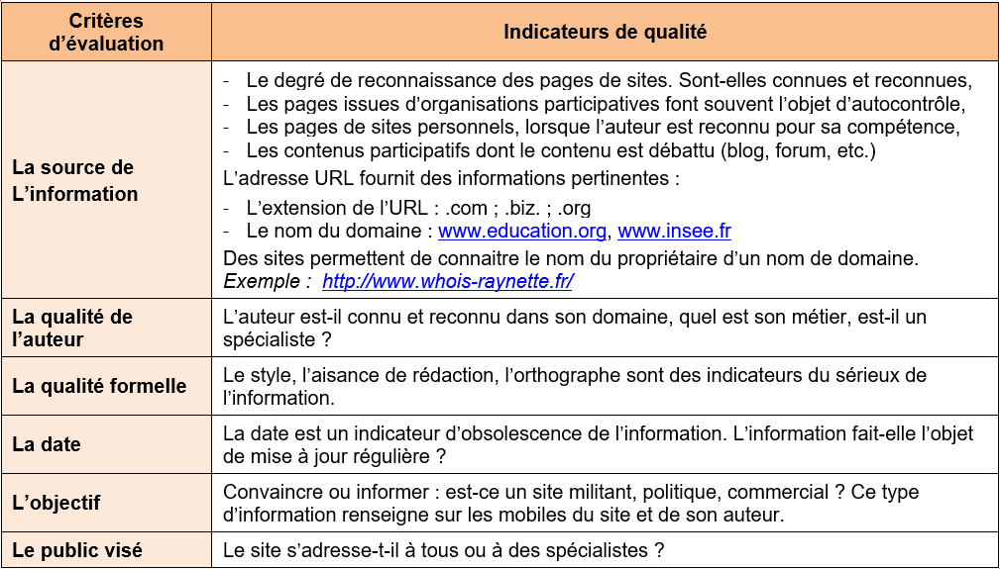 Critères
d’évaluation
Indicateurs de qualité
La source de
L’information
- Le degré de reconnaissance des pages de sites. Sont-elles connues et reconnues,
- Les pages issues d’organisations participatives font souvent l’objet d’autocontrôle,
- Les pages de sites personnels, lorsque l’auteur est reconnu pour sa compétence,
- Les contenus participatifs dont le contenu est débattu (blog, forum, etc.)
L’adresse URL fournit des informations pertinentes :
- L’extension de l’URL : .com ; .biz. ; .org
- Le nom du domaine : www.education.org, www.insee.fr
Des sites permettent de connaitre le nom du propriétaire d’un nom de domaine.
Exemple : http://www.whois-raynette.fr/
La qualité de
l’auteur
L’auteur est-il connu et reconnu dans son domaine, quel est son métier, est-il un
spécialiste ?
La qualité formelle
Le style, l’aisance de rédaction, l’orthographe sont des indicateurs du sérieux de
l’information.
La date
La date est un indicateur d’obsolescence de l’information. L’information fait-elle l’objet
de mise à jour régulière ?
L’objectif
Convaincre ou informer : est-ce un site militant, politique, commercial ? Ce type
d’information renseigne sur les mobiles du site et de son auteur.
Le public visé
Le site s’adresse-t-il à tous ou à des spécialistes ?